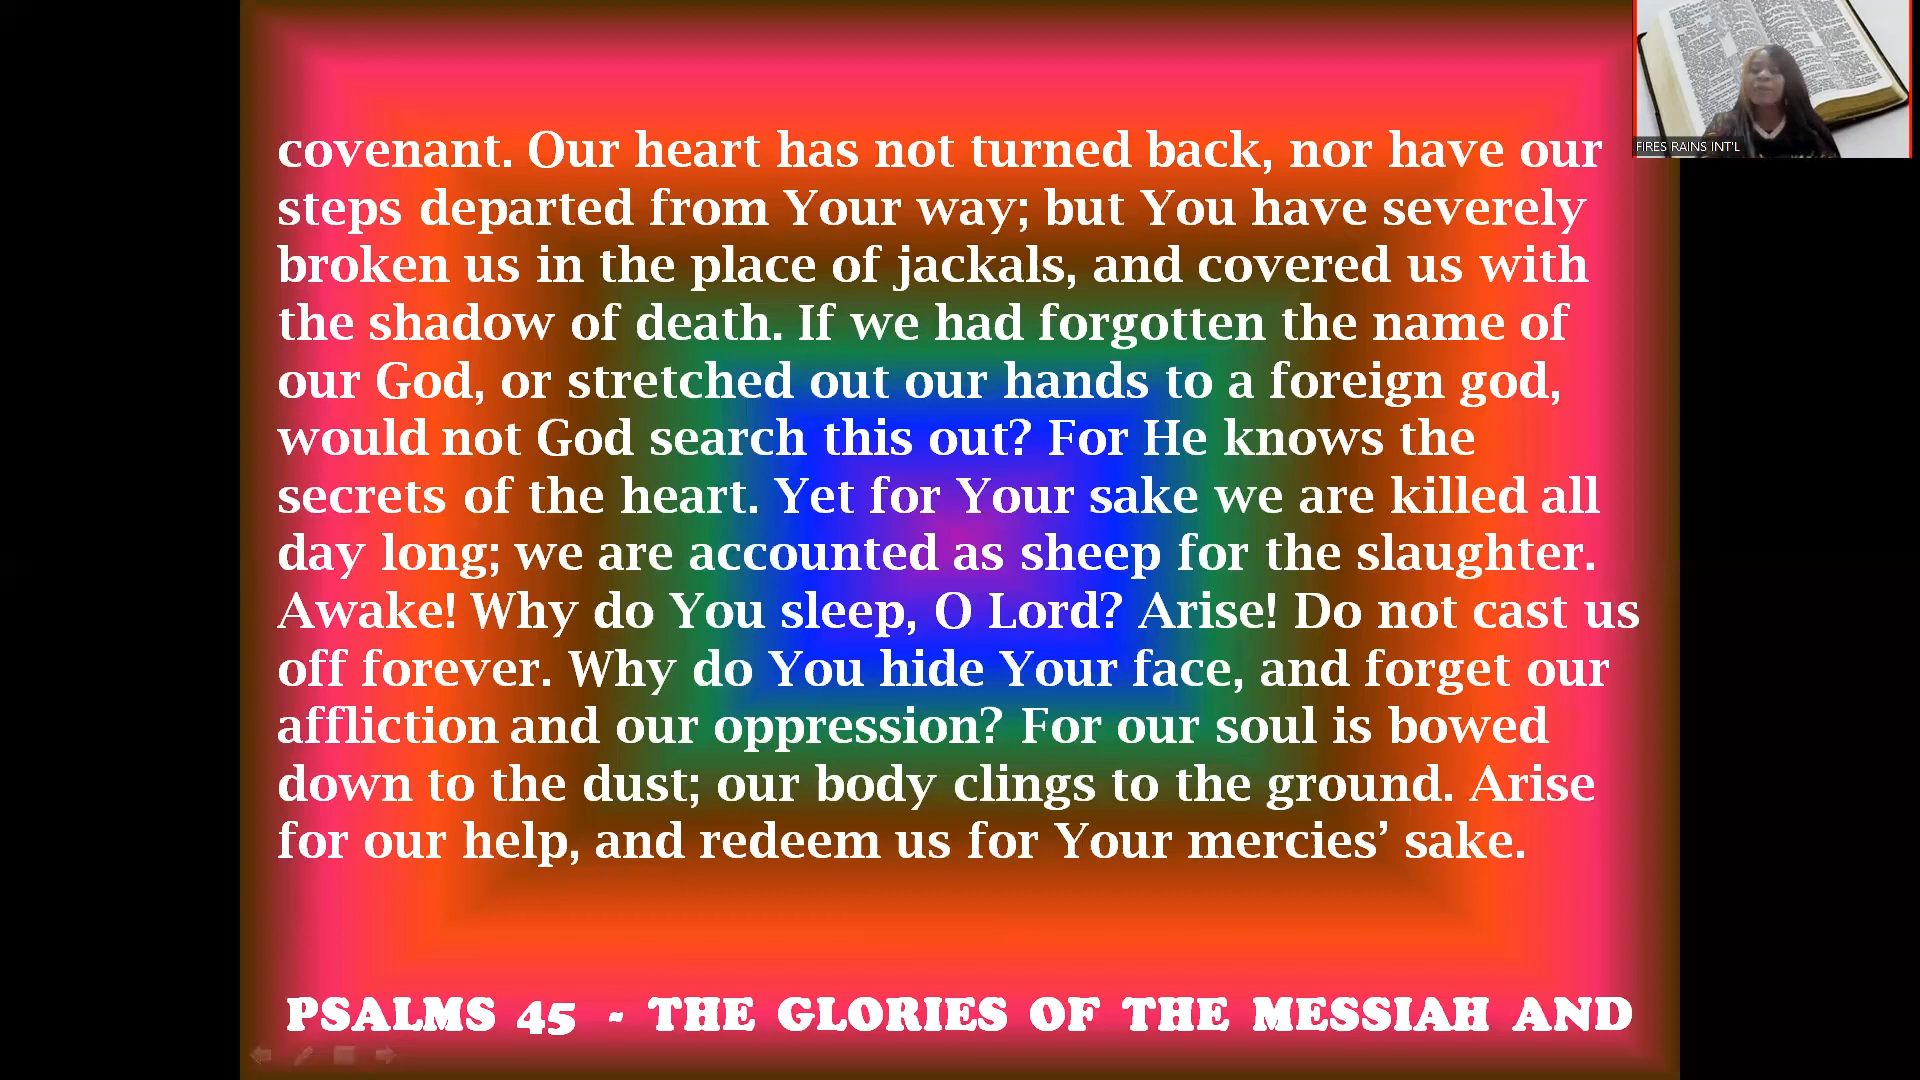 FIRES RAINS INT'L
covenant. Our heart has not turned back, nor have our
steps departed from Your way; but You have severely
broken us in the place of jackals, and covered us with
the shadow of death. If we had forgotten the name of
our God, or stretched out our hands to a foreign god,
would not God search this out? For He knows the
secrets of the heart. Yet for Your sake we are killed all
day long; we are accounted as sheep for the slaughter.
Awake! Why do You sleep, O Lord? Arise! Do not cast us
off forever. Why do You hide Your face, and forget our
affliction and our oppression? For our soul is bowed
down to the dust; our body clings to the ground. Arise
for our help, and redeem us for Your mercies’ sake.
PSALMS 45 - THE GLORIES OF THE MESSIAH AND